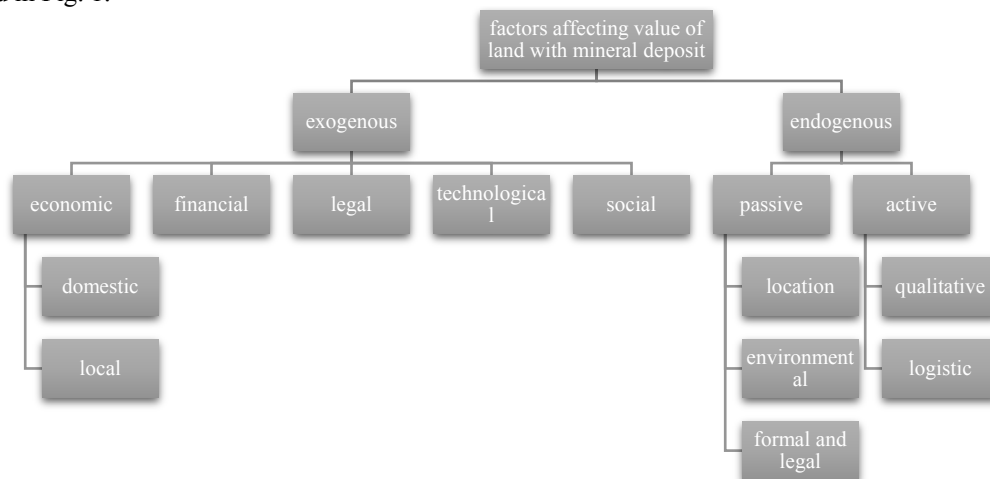 d in Fig. 1.
factors affecting value of
land with mineral deposit
exogenous
endogenous
economic
financial
legal
technologica
l
social
passive
active
domestic
location
qualitative
local
environment
al
logistic
formal and
legal